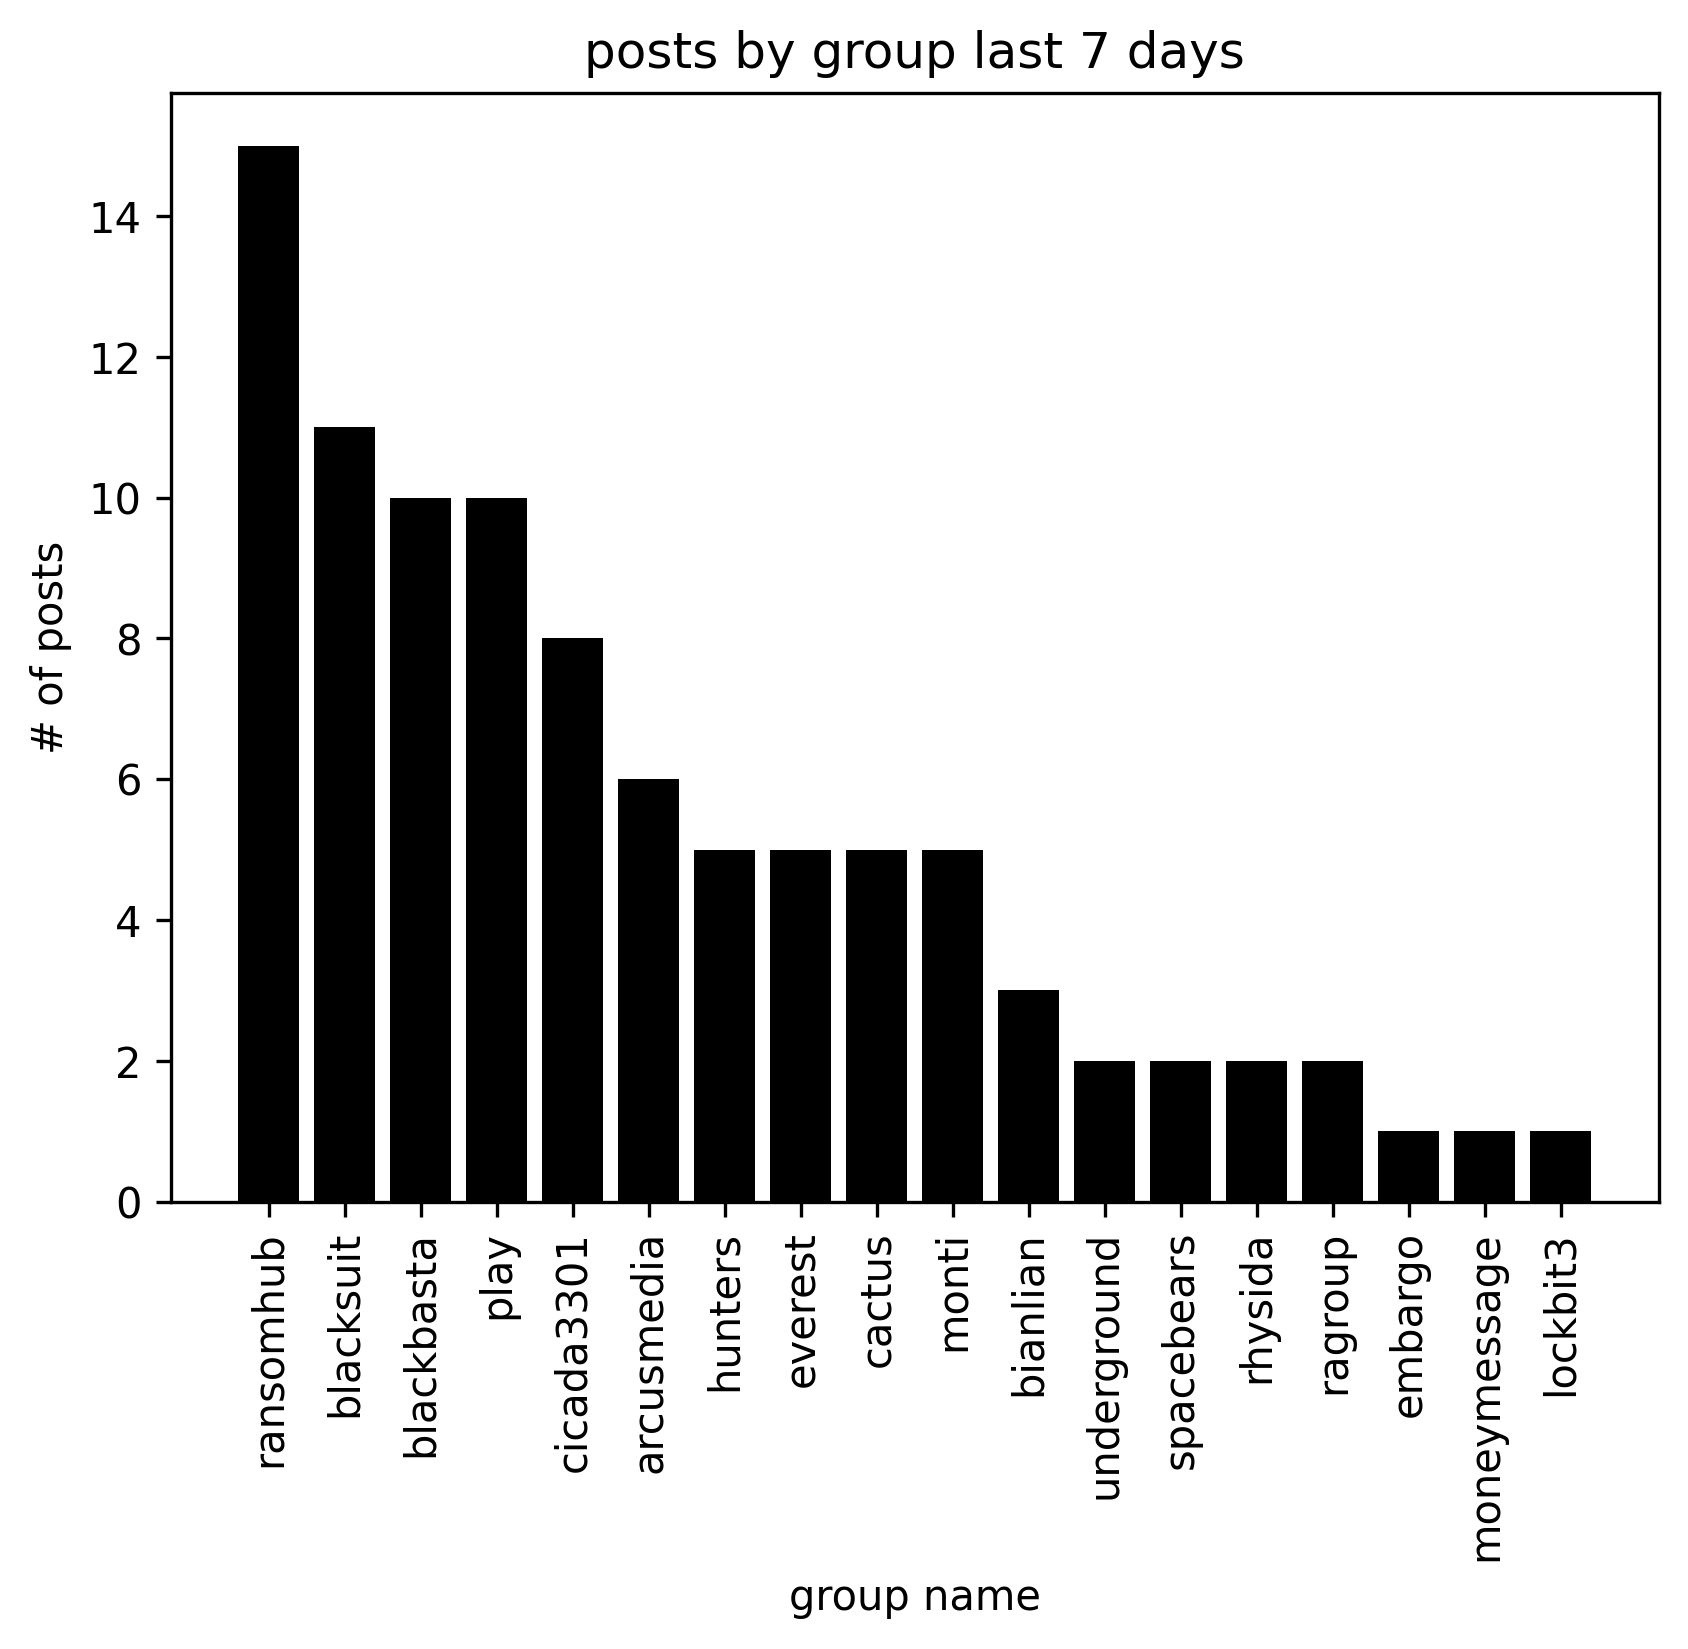 posts by group last 7 days
# of posts
14
12
10
8
6
4
2
0
ransomhub
blacksuit
blackbasta
play
cicada3301
arcusmedia
hunters
everest
cactus
monti
bianlian
underground
spacebears
rhysida
ragroup
embargo
moneymessage
lockbit3
group name